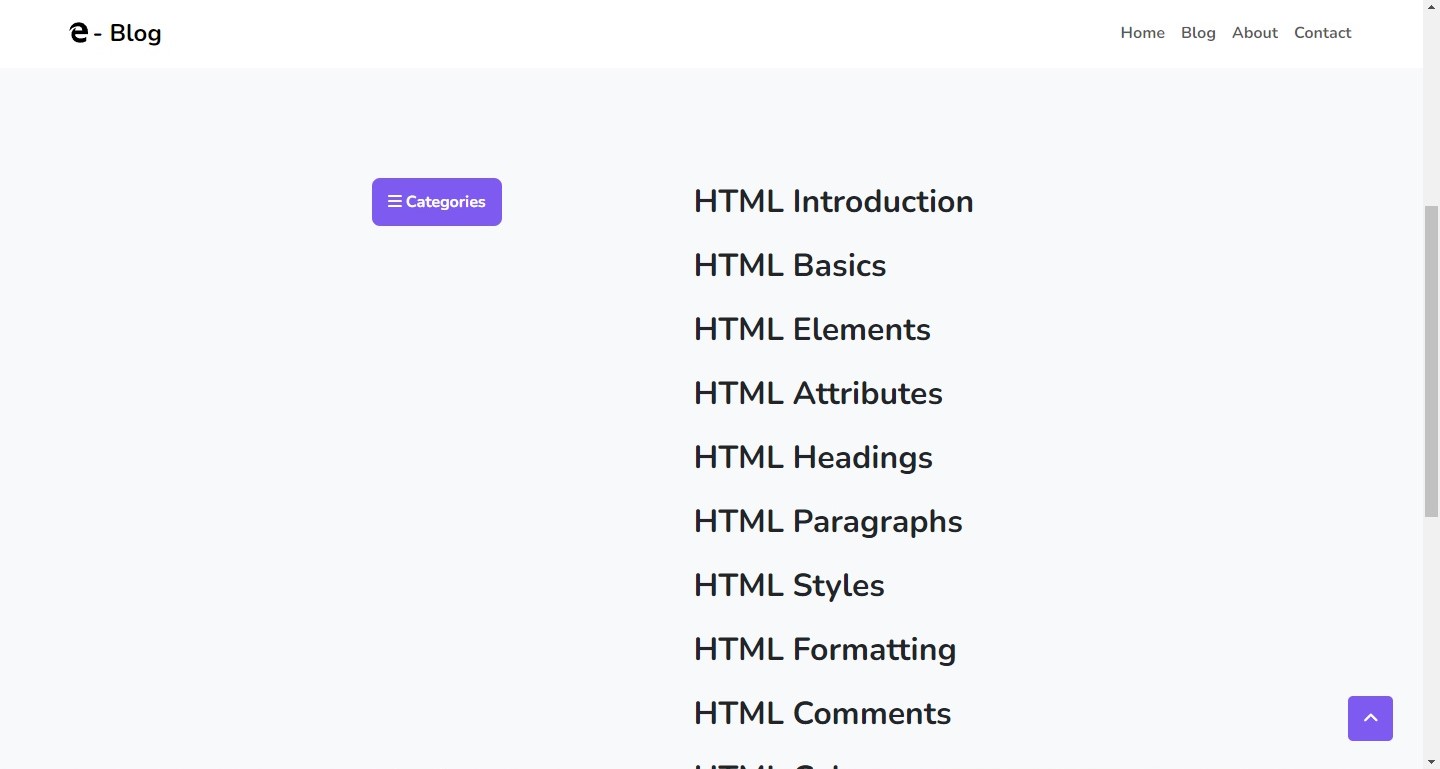 e - Blog
Home Blog About Contact
Categories
HTML Introduction
HTML Basics
HTML Elements
HTML Attributes
HTML Headings
HTML Paragraphs
HTML Styles
HTML Formatting
HTML Comments
HTML